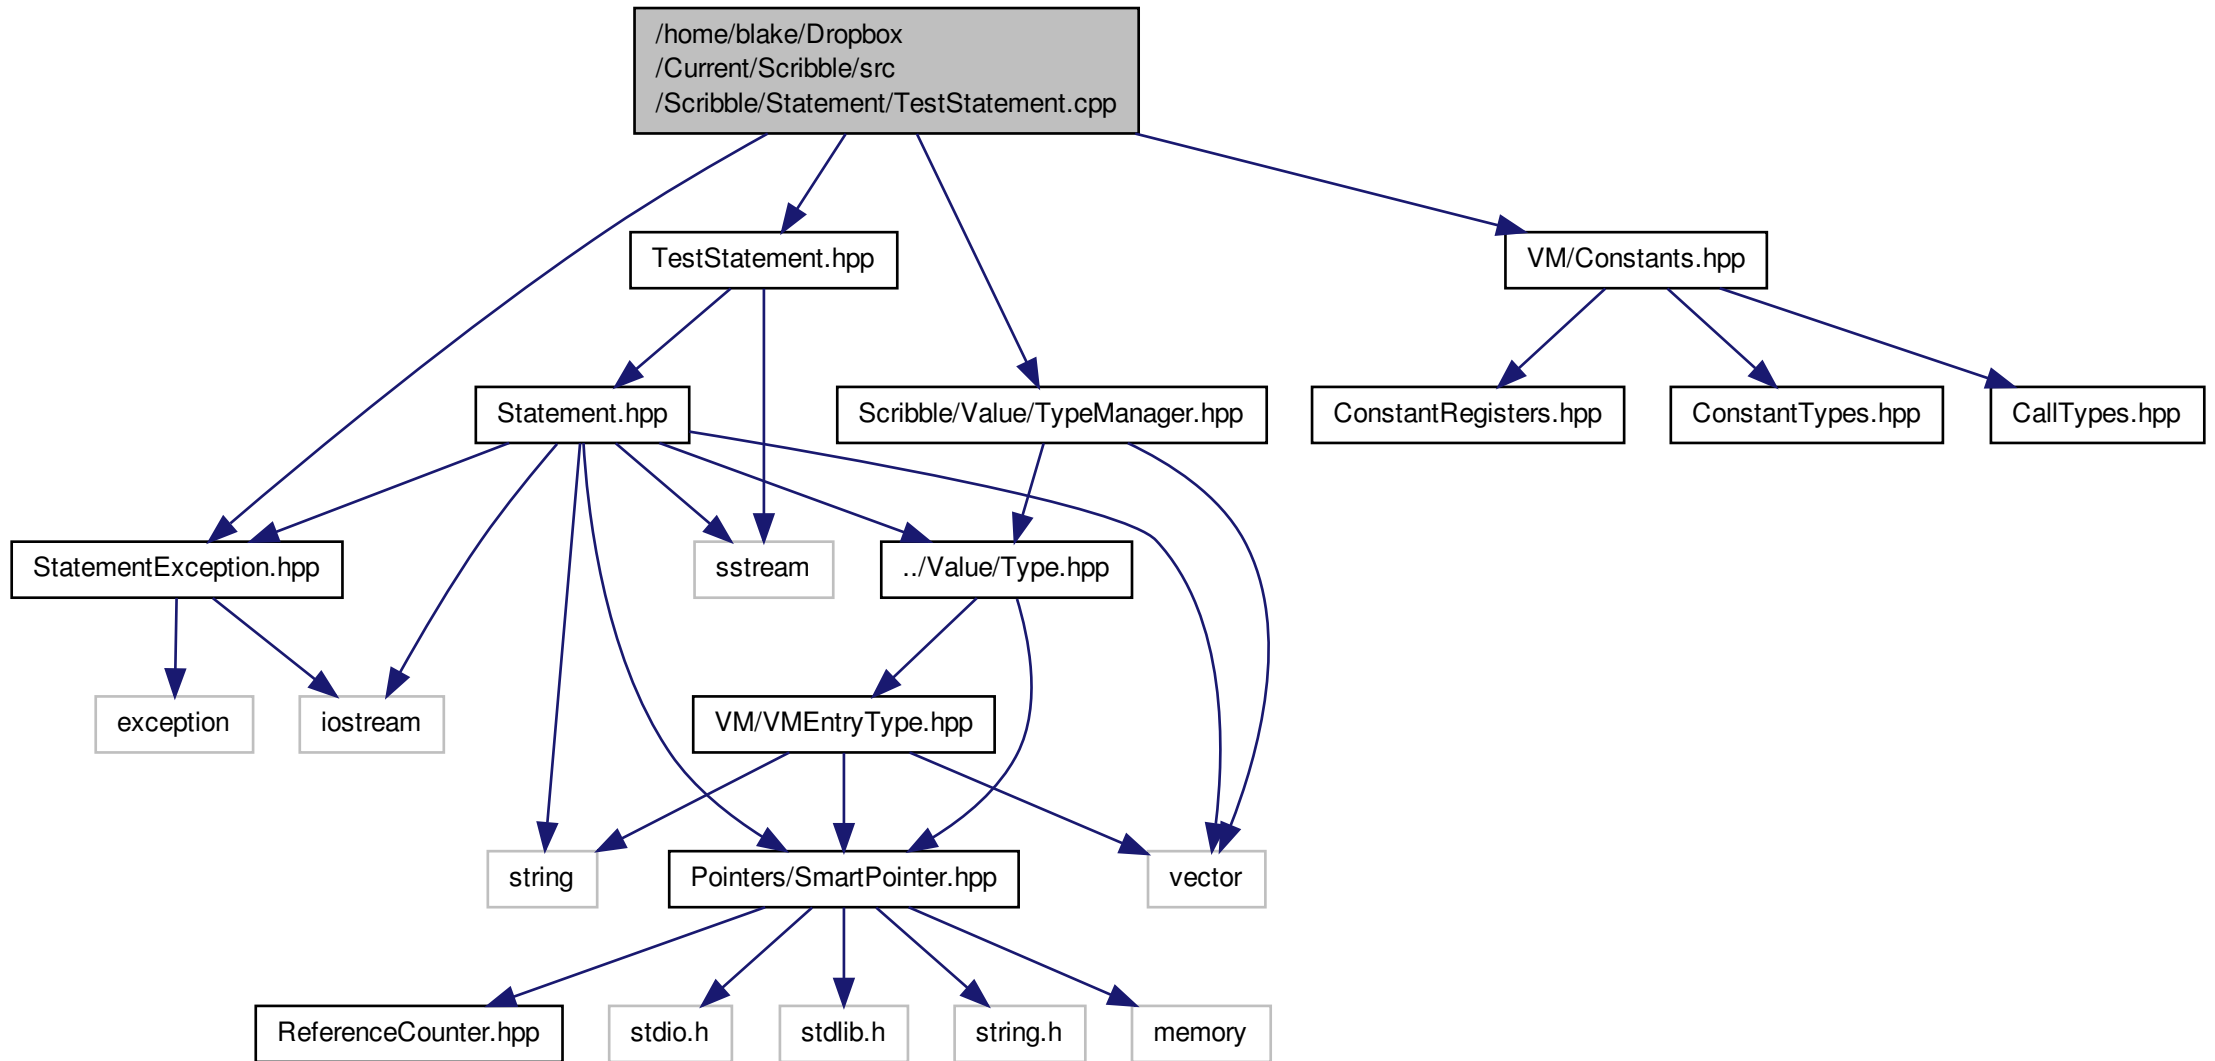 /home/blake/Dropbox
/Current/Scribble/src
/Scribble/Statement/TestStatement.cpp
TestStatement.hpp
VM/Constants.hpp
Statement.hpp
Scribble/Value/TypeManager.hpp
ConstantRegisters.hpp
ConstantTypes.hpp
CallTypes.hpp
StatementException.hpp
sstream
../Value/Type.hpp
exception
iostream
VM/VMEntryType.hpp
string
Pointers/SmartPointer.hpp
vector
ReferenceCounter.hpp
stdio.h
stdlib.h
string.h
memory